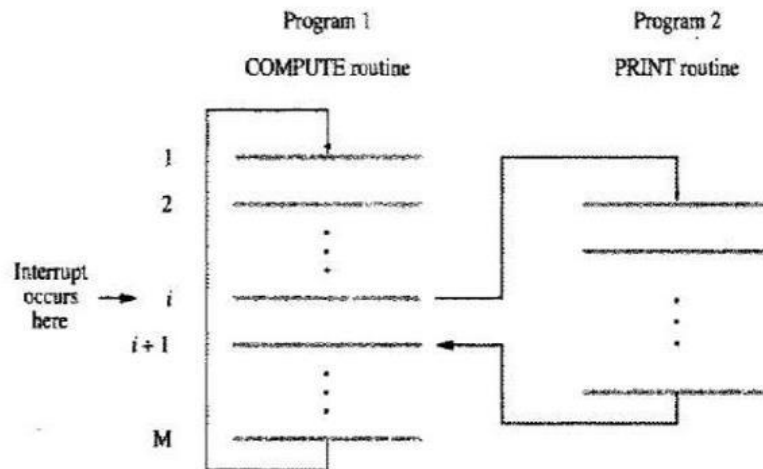 Program 1
Program 2
COMPUTE routine
PRINT routine
1
2
Interrupt
occurs
here
i
i + 1
M